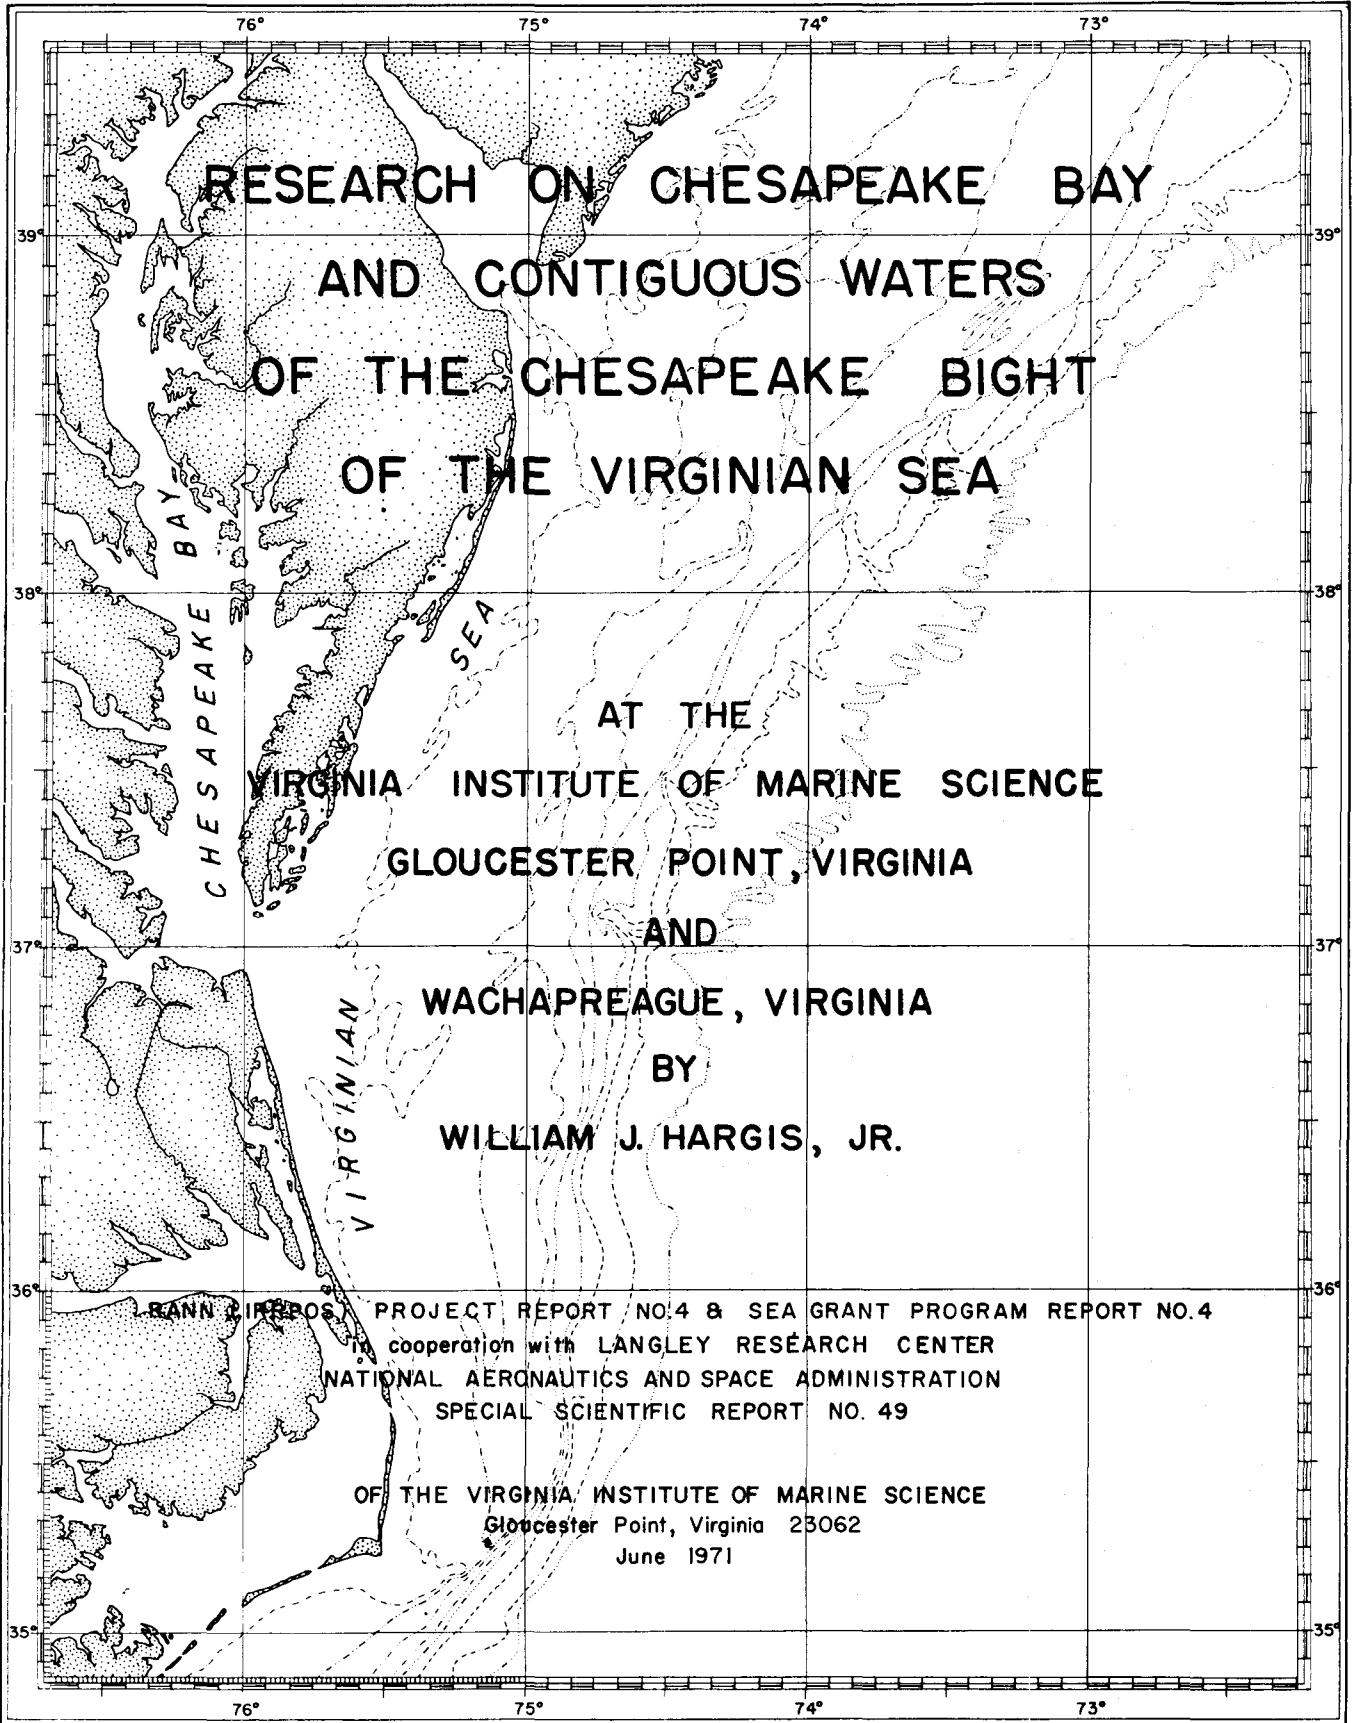 76° 75° 74° 73°
RESEARCH ON CHESAPEAKE BAY
39° 39°
AND CONTIGUOUS WATERS
OF THE CHESAPEAKE BIGHT
OF THE VIRGINIAN SEA
CHESAPEAKE BAY
38° 38°
VIRGINIAN SEA
AT THE
VIRGINIA INSTITUTE OF MARINE SCIENCE
GLOUCESTER POINT, VIRGINIA
AND
37° 37°
WACHAPREAGUE, VIRGINIA
BY
WILLIAM J. HARGIS, JR.
36° 36°
RANN PROJECT REPORT NO.4 & SEA GRANT PROGRAM REPORT NO.4
in cooperation with LANGLEY RESEARCH CENTER
NATIONAL AERONAUTICS AND SPACE ADMINISTRATION
SPECIAL SCIENTIFIC REPORT NO. 49
OF THE VIRGINIA INSTITUTE OF MARINE SCIENCE
Gloucester Point, Virginia 23062
June 1971
35° 35°
76° 75° 74° 73°